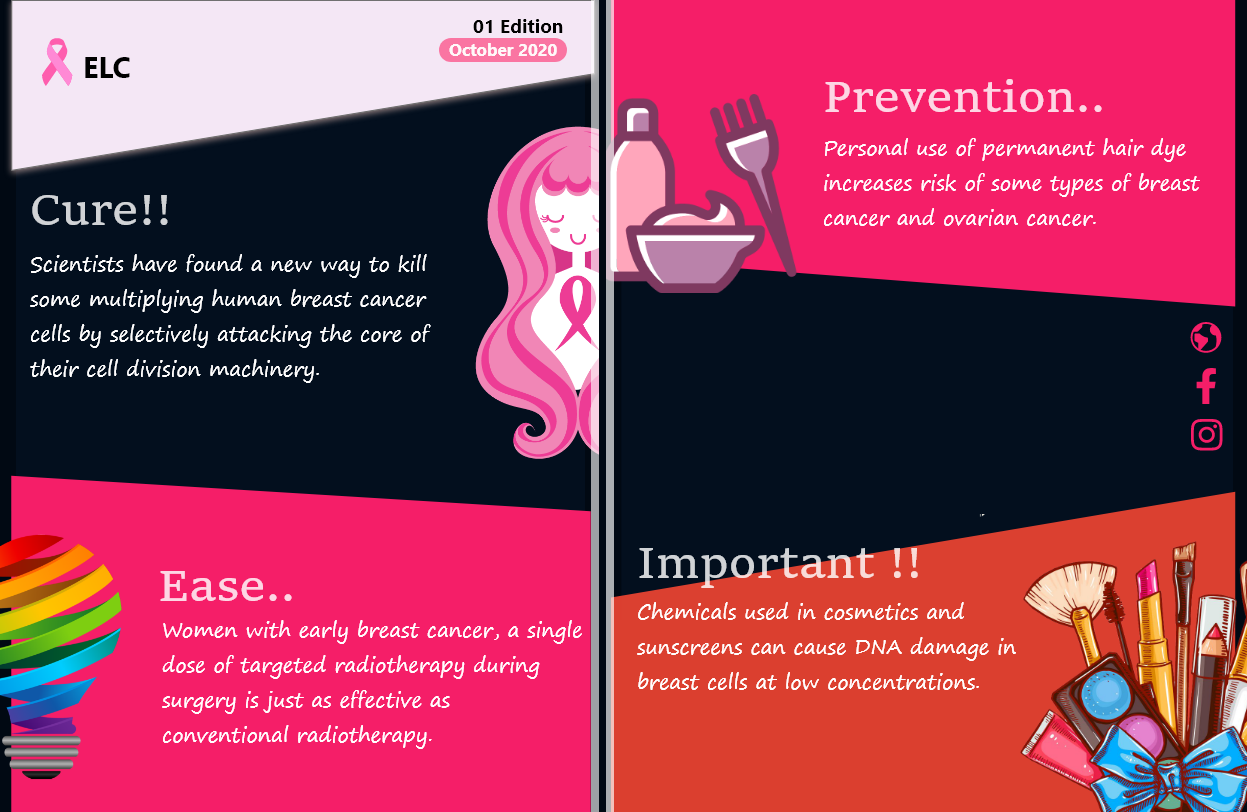 01 Edition
October 2020
ELC
Cure!!
Scientists have found a new way to kill
some multiplying human breast cancer
cells by selectively attacking the core of
their cell division machinery.
Ease..
Women with early breast cancer, a single
dose of targeted radiotherapy during
surgery is just as effective as
conventional radiotherapy.
Prevention..
Personal use of permanent hair dye
increases risk of some types of breast
cancer and ovarian cancer.
Important !!
Chemicals used in cosmetics and
sunscreens can cause DNA damage in
breast cells at low concentrations.